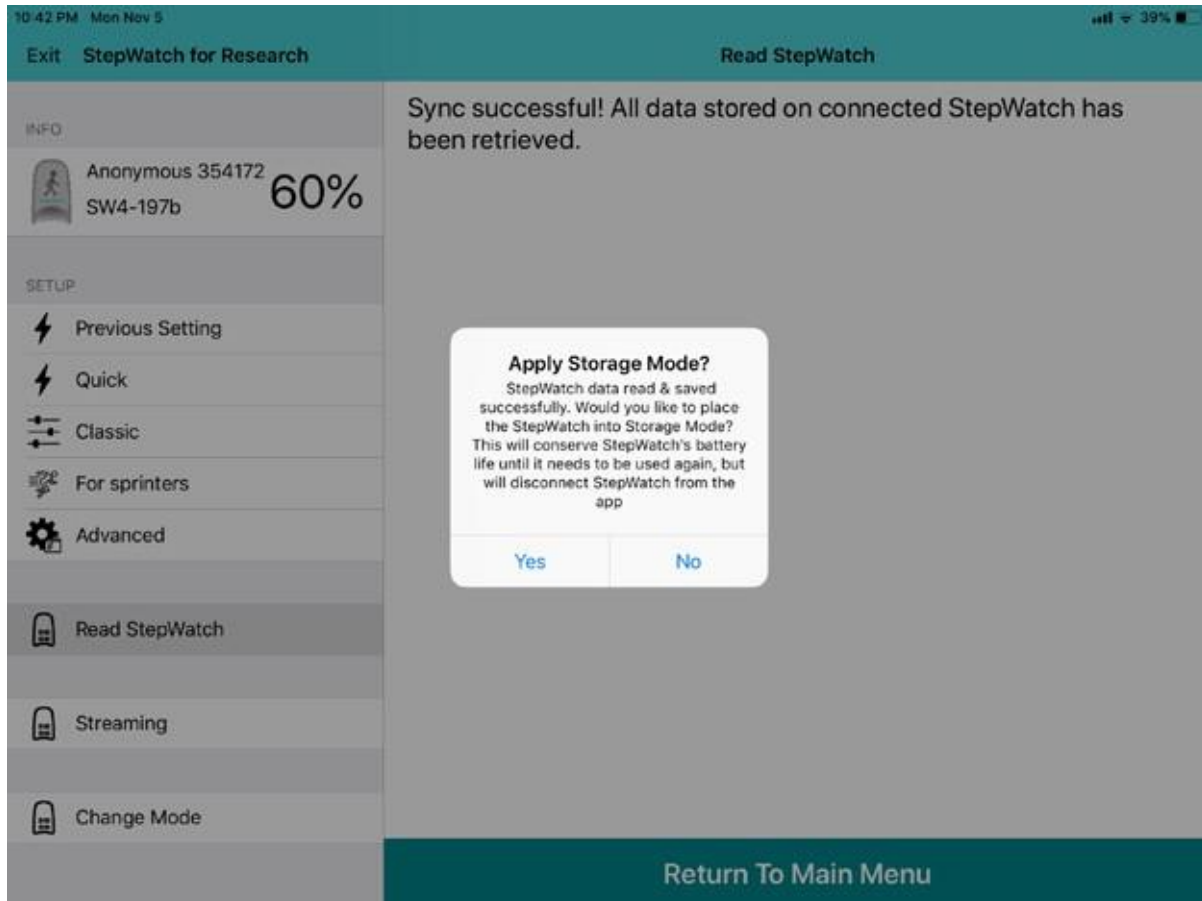 10:42 PM Mon Nov 5
39%
Exit StepWatch for Research
Read StepWatch
INFO
Anonymous 354172
SW4-197b
60%
SETUP
Previous Setting
Quick
Classic
For sprinters
Advanced
Read StepWatch
Streaming
Change Mode
Sync successful! All data stored on connected StepWatch has
been retrieved.
Apply Storage Mode?
StepWatch data read & saved
successfully. Would you like to place
the StepWatch into Storage Mode?
This will conserve StepWatch's battery
life until it needs to be used again, but
will disconnect StepWatch from the
app
Yes No
Return To Main Menu